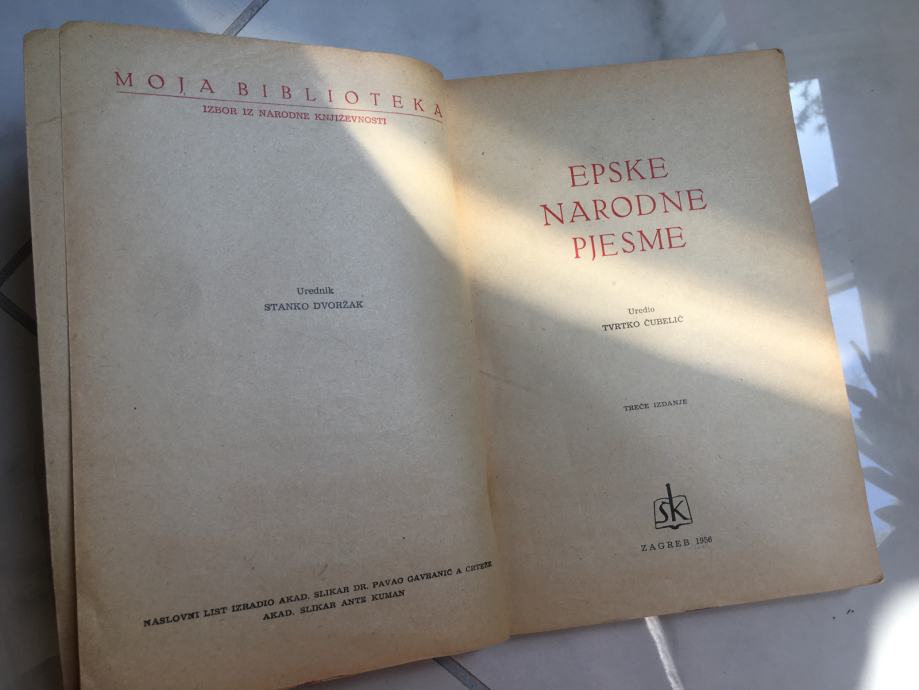 MOJA BIBLIOTEKA
IZBOR IZ NARODNE KNJIŽEVNOSTI
Urednik
STANKO DVORŽAK
NASLOVNI LIST IZRADIO AKAD. SLIKAR DR. PAVAO GAVRANIĆ A CRTEŽE
AKAD. SLIKAR ANTE KUMAN
EPSKE
NARODNE
PJESME
Uredio
TVRTKO ČUBELIĆ
TREĆE IZDANJE
ŠK
ZAGREB 1956